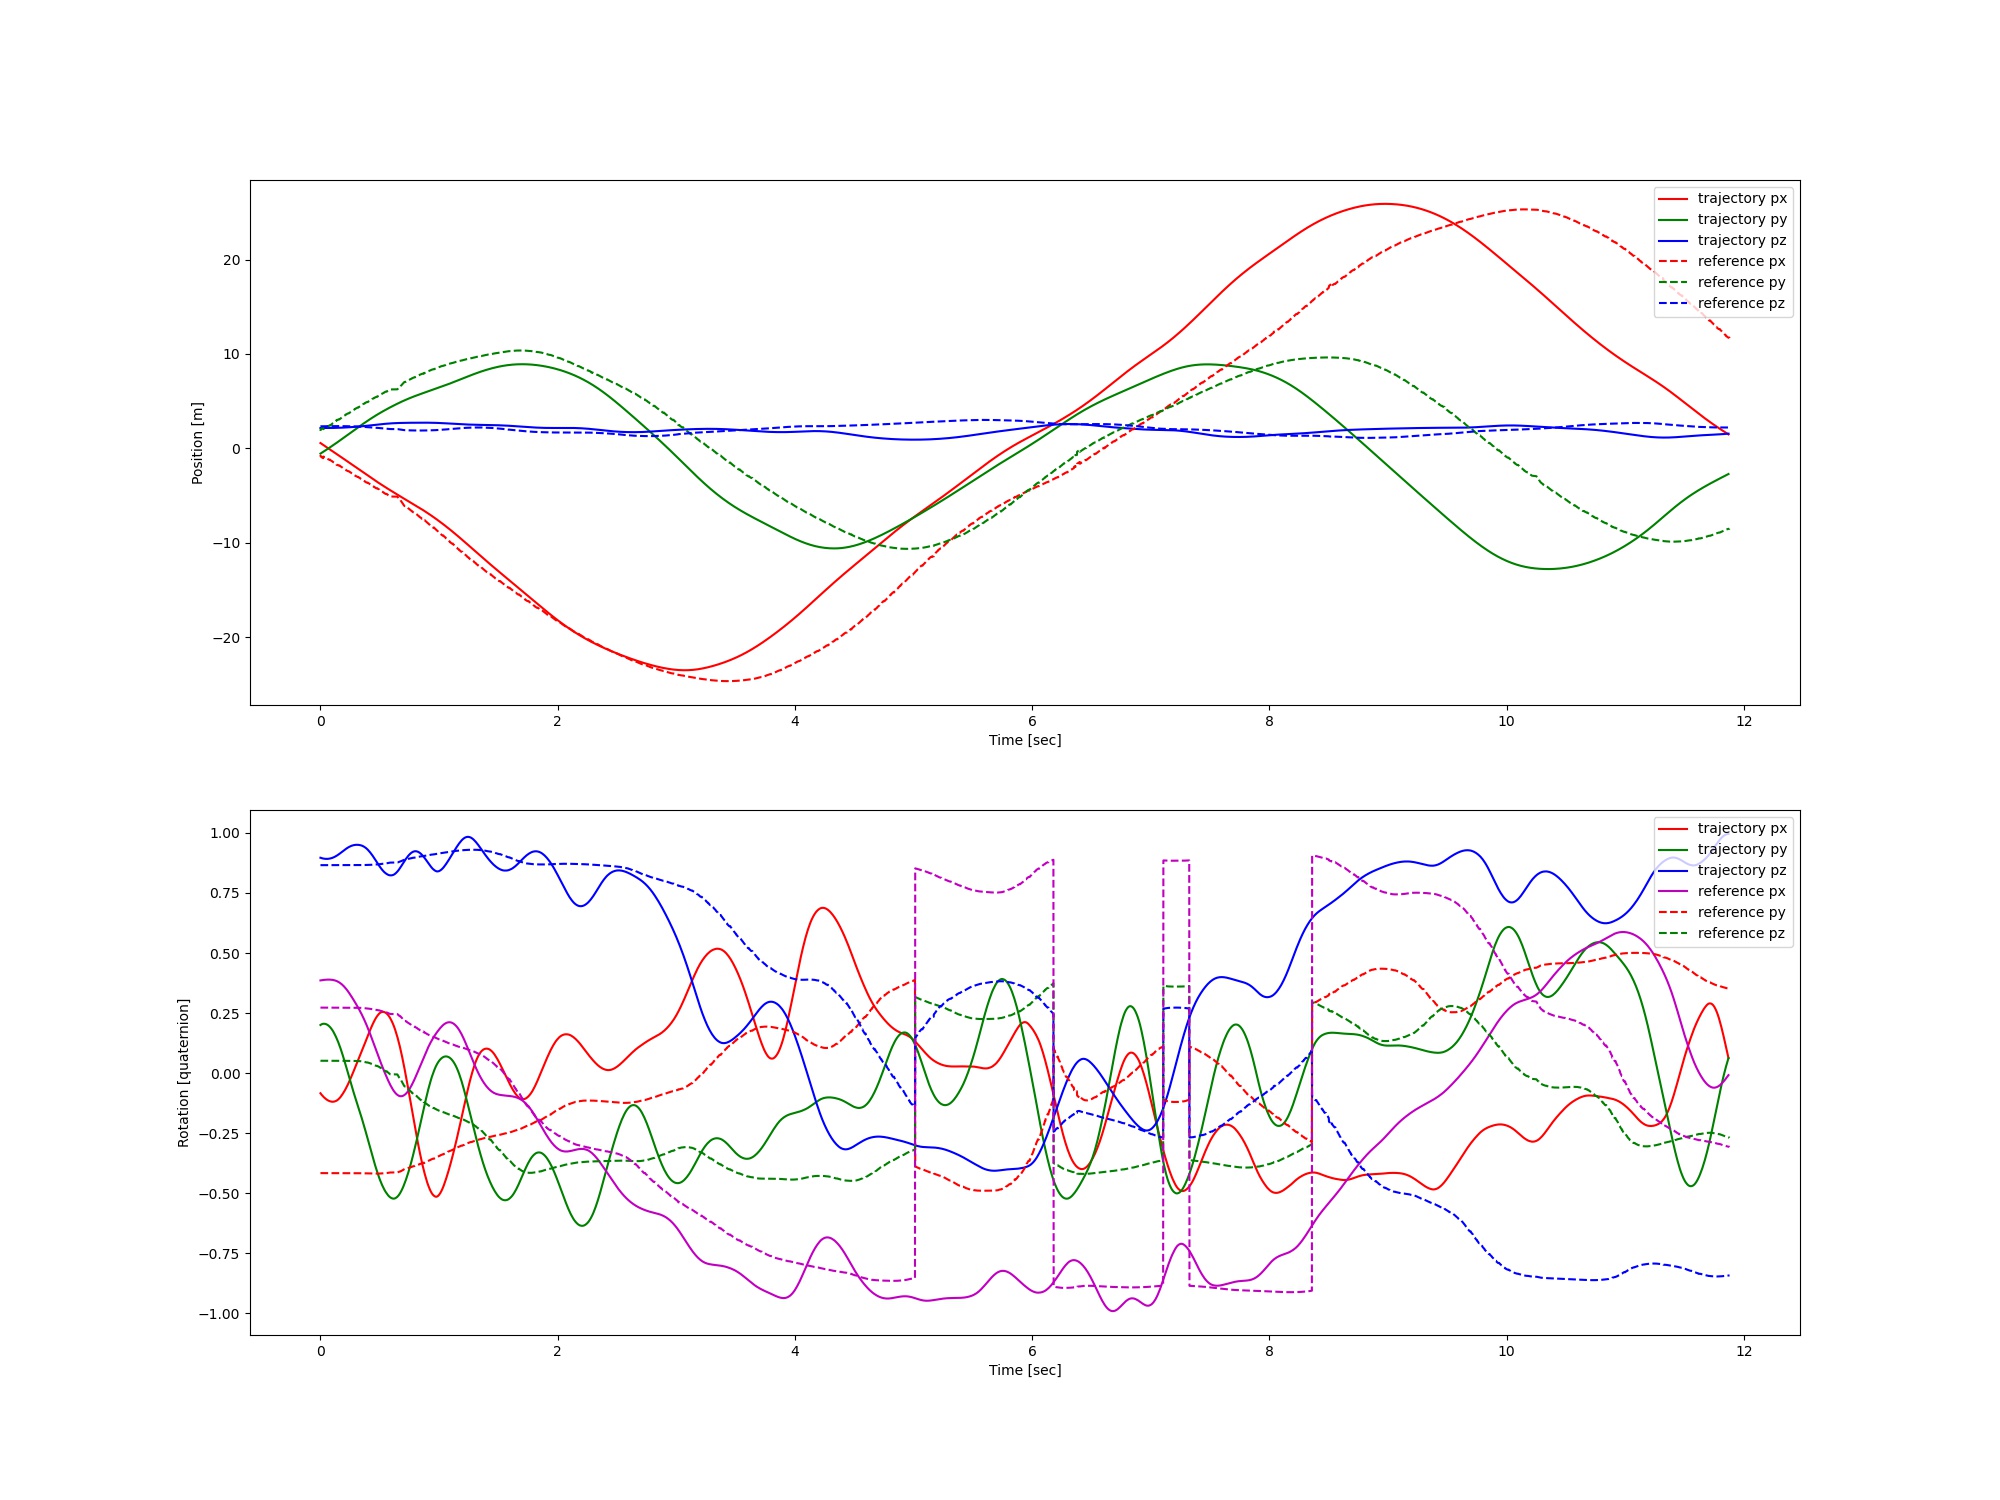 20
10
0
−10
−20
Position [m]
trajectory px
trajectory py
trajectory pz
reference px
reference py
reference pz
0 2 4 6 8 10 12
Time [sec]
1.00
0.75
0.50
0.25
0.00
−0.25
−0.50
−0.75
−1.00
Rotation [quaternion]
trajectory px
trajectory py
trajectory pz
reference px
reference py
reference pz
0 2 4 6 8 10 12
Time [sec]